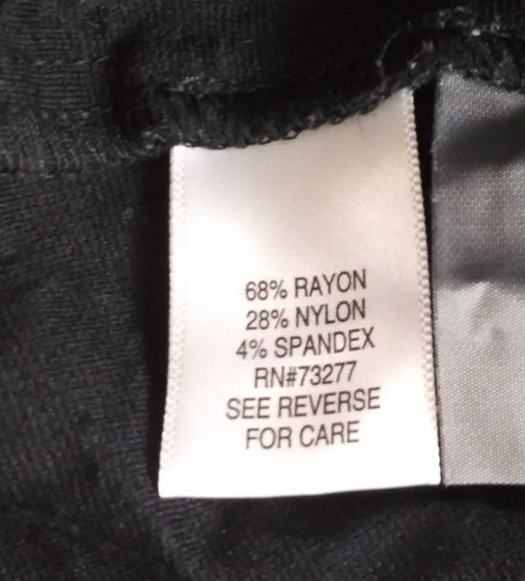 68% RAYON
28% NYLON
4% SPANDEX
RN#73277
SEE REVERSE
FOR CARE